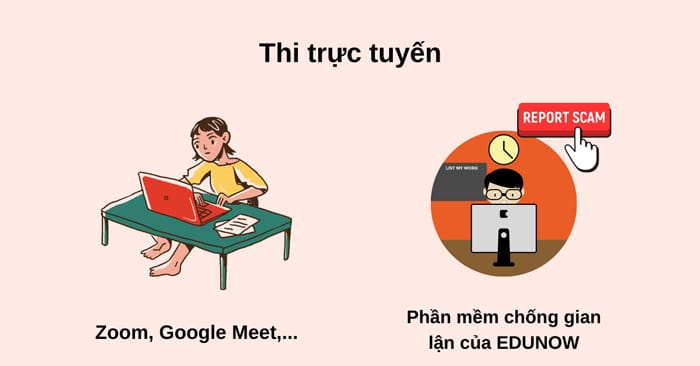 Thi trực tuyến
REPORT SCAM
LIST MY WORK
Zoom, Google Meet,...
Phần mềm chống gian
lận của EDUNOW